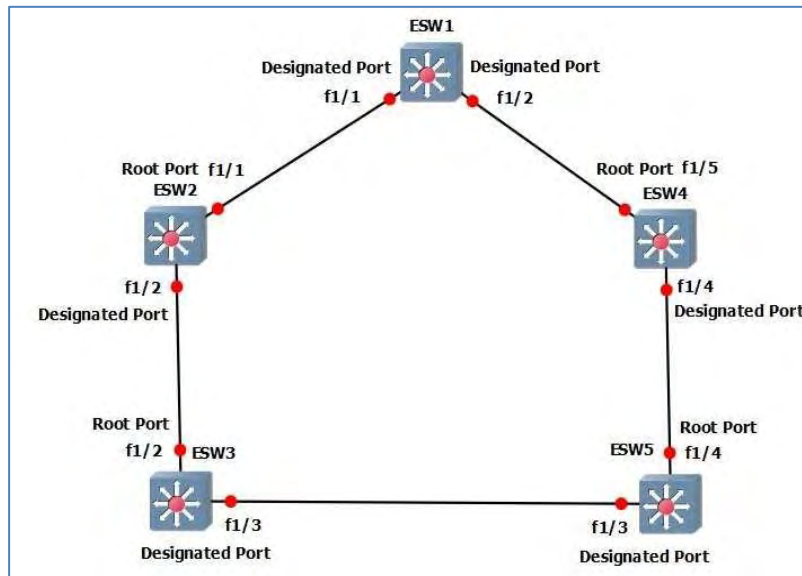 ESW1
Designated Port
Designated Port
f1/1
f1/2
Root Port f1/1
Root Port f1/5
ESW2
ESW4
f1/2
f1/4
Designated Port
Designated Port
Root Port
Root Port
f1/2
ESW3
ESW5
f1/4
f1/3
f1/3
Designated Port
Designated Port